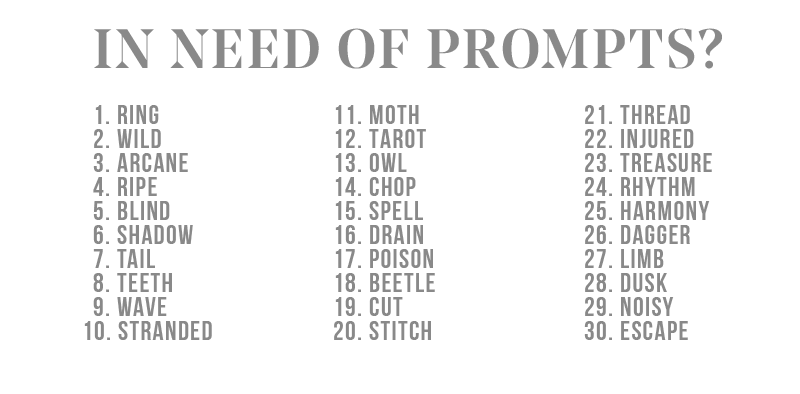 IN NEED OF PROMPTS?
1. RING
2. WILD
3. ARCANE
4. RIPE
5. BLIND
6. SHADOW
7. TAIL
8. TEETH
9. WAVE
10. STRANDED
11. MOTH
12. TAROT
13. OWL
14. CHOP
15. SPELL
16. DRAIN
17. POISON
18. BEETLE
19. CUT
20. STITCH
21. THREAD
22. INJURED
23. TREASURE
24. RHYTHM
25. HARMONY
26. DAGGER
27. LIMB
28. DUSK
29. NOISY
30. ESCAPE